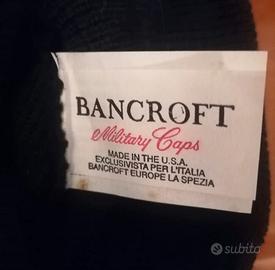 BANCROFT
Military Caps
MADE IN THE U.S.A.
EXCLUSIVISTA PER L'ITALIA
BANCROFT EUROPE LA SPEZIA
subito